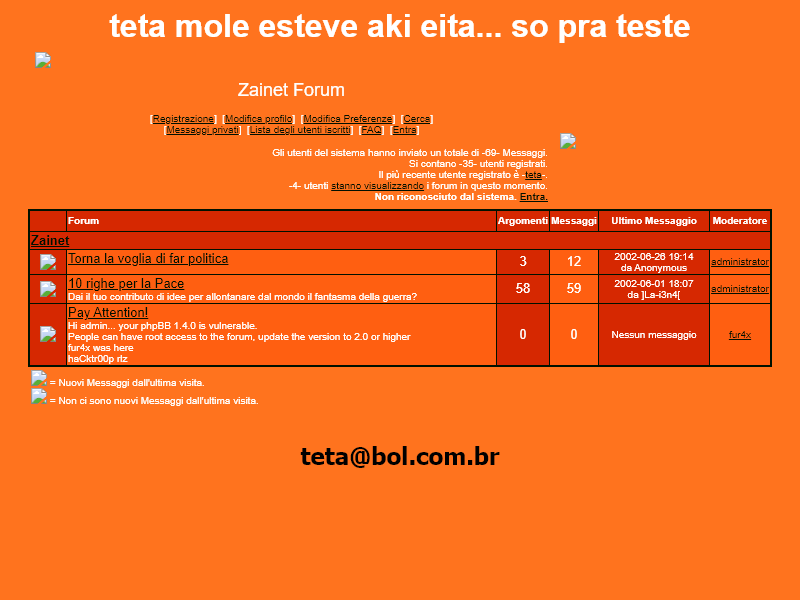 teta mole esteve aki eita... so pra teste
Zainet Forum
[Registrazione] [Modifica profilo] [Modifica Preferenze] [Cerca]
[Messaggi privati] [Lista degli utenti iscritti] [FAQ] [Entra]
Gli utenti del sistema hanno inviato un totale di -69- Messaggi.
Si contano -35- utenti registrati.
Il più recente utente registrato è -teta-.
-4- utenti stanno visualizzando i forum in questo momento.
Non riconosciuto dal sistema. Entra.
Forum Argomenti Messaggi Ultimo Messaggio Moderatore
Zainet
Torna la voglia di far politica 3 12 2002-06-26 19:14 da Anonymous administrator
10 righe per la Pace
Dai il tuo contributo di idee per allontanare dal mondo il fantasma della guerra? 58 59 2002-06-01 18:07 da ]La-i3n4[ administrator
Pay Attention!
Hi admin... your phpBB 1.4.0 is vulnerable.
People can have root access to the forum, update the version to 2.0 or higher
fur4x was here
haCktr00p rlz
0 0 Nessun messaggio fur4x
= Nuovi Messaggi dall'ultima visita.
= Non ci sono nuovi Messaggi dall'ultima visita.
teta@bol.com.br